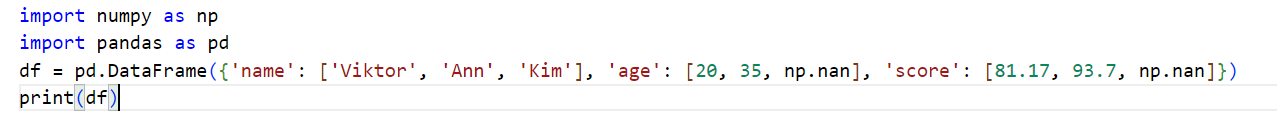 import numpy as np
import pandas as pd
df = pd.DataFrame({'name': ['Viktor', 'Ann', 'Kim'], 'age': [20, 35, np.nan], 'score': [81.17, 93.7, np.nan]})
print(df)